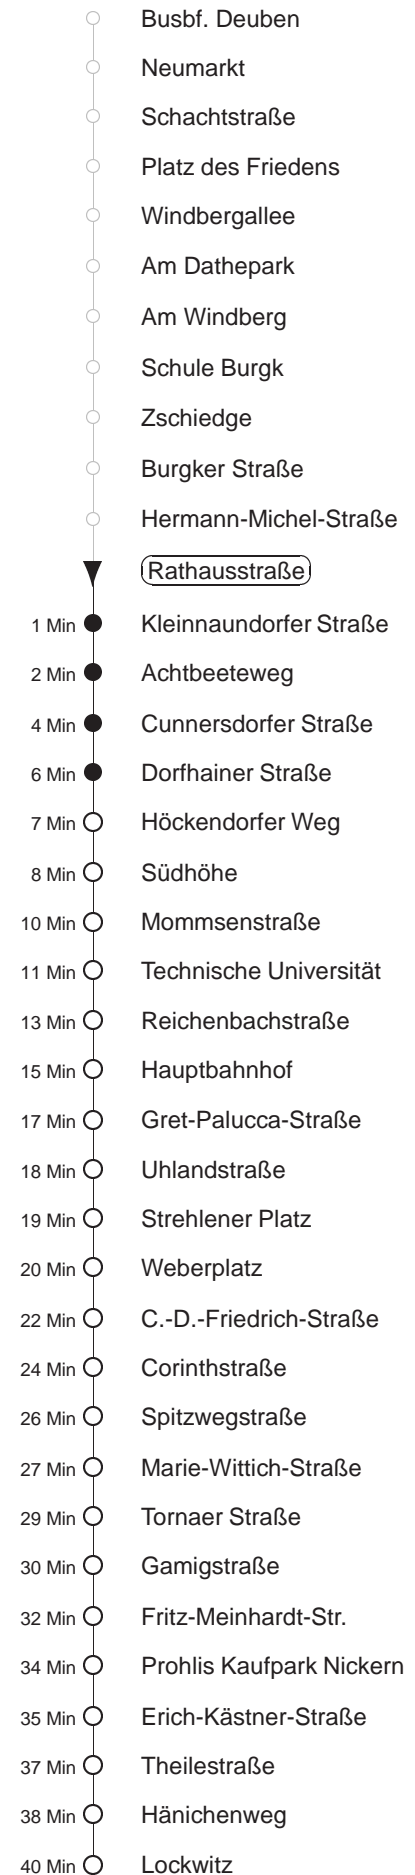 Busbf. Deuben
Neumarkt
Schachtstraße
Platz des Friedens
Windbergallee
Am Dathepark
Am Windberg
Schule Burgk
Zschiedge
Burgker Straße
Hermann-Michel-Straße
Rathausstraße
1 Min Kleinnaundorfer Straße
2 Min Achtbeeteweg
4 Min Cunnersdorfer Straße
6 Min Dorfhainer Straße
7 Min Höckendorfer Weg
8 Min Südhöhe
10 Min Mommsenstraße
11 Min Technische Universität
13 Min Reichenbachstraße
15 Min Hauptbahnhof
17 Min Gret-Palucca-Straße
18 Min Uhlandstraße
19 Min Strehlener Platz
20 Min Weberplatz
22 Min C.-D.-Friedrich-Straße
24 Min Corinthstraße
26 Min Spitzwegstraße
27 Min Marie-Wittich-Straße
29 Min Tornaer Straße
30 Min Gamigstraße
32 Min Fritz-Meinhardt-Str.
34 Min Prohlis Kaufpark Nickern
35 Min Erich-Kästner-Straße
37 Min Theilestraße
38 Min Hänichenweg
40 Min Lockwitz